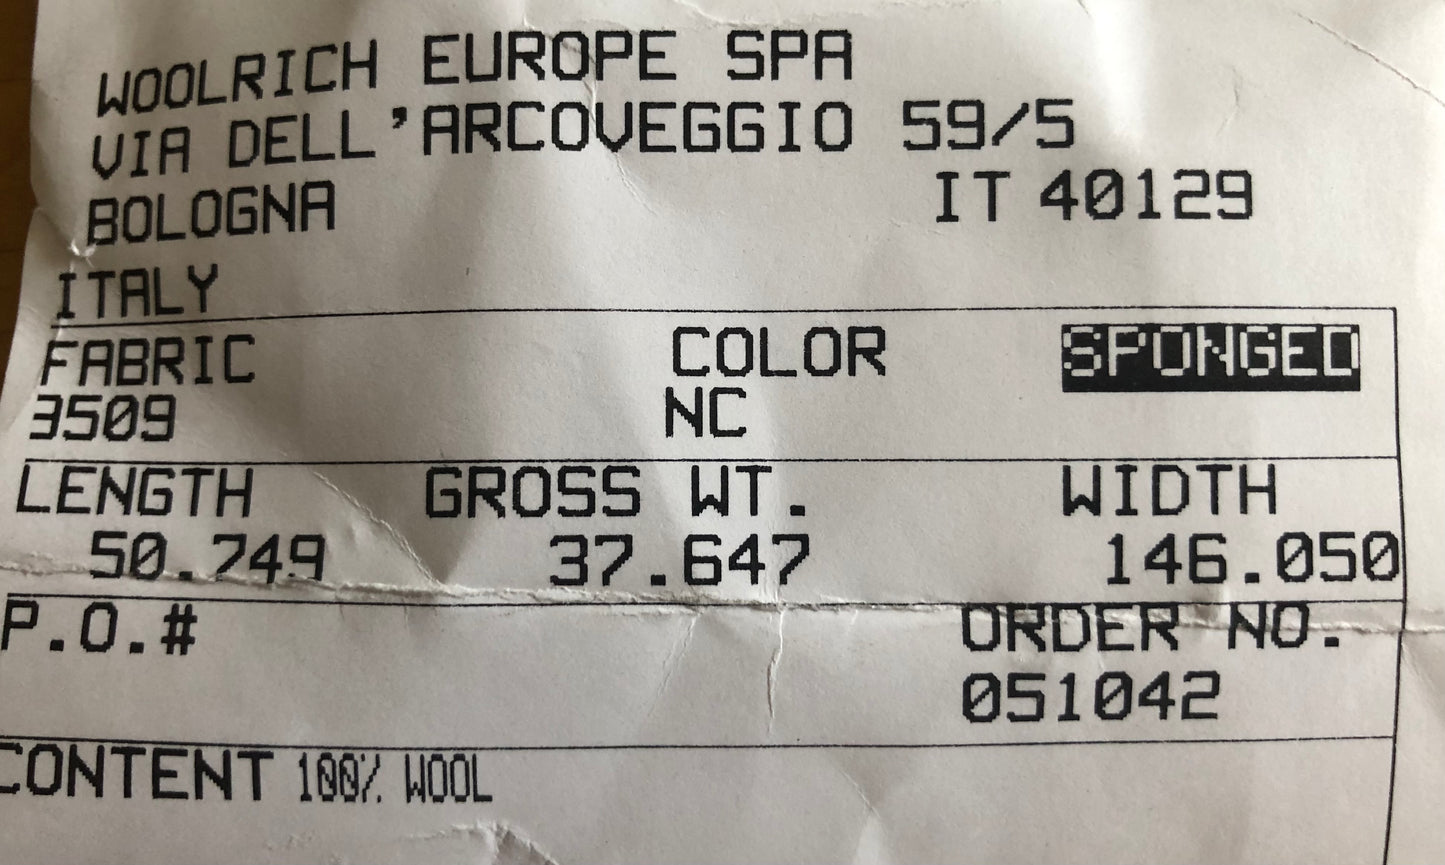 WOOLRICH EUROPE SPA
VIA DELL'ARCOVEGGIO 59/5
BOLOGNA IT 40129
ITALY
FABRIC COLOR SPONGED
3509 NC
LENGTH GROSS WT. WIDTH
50.749 37.647 146.050
P.O.# ORDER NO.
051042
CONTENT 100% WOOL